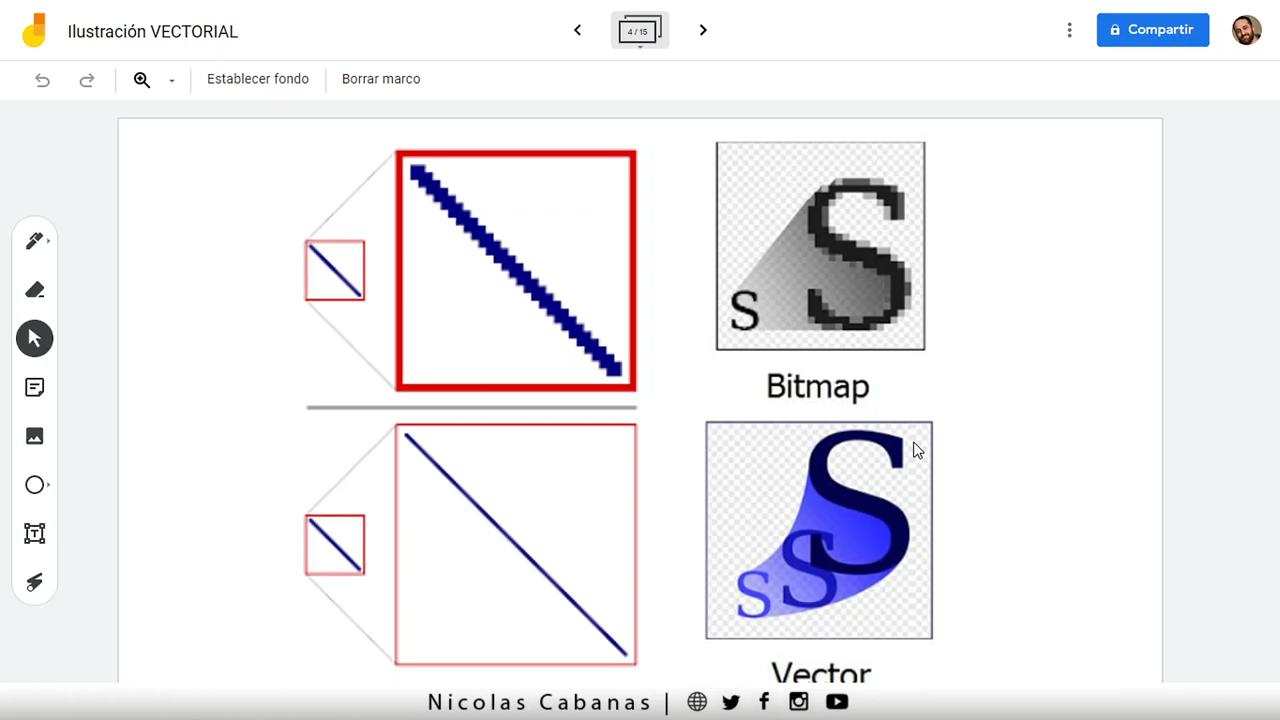 Ilustración VECTORIAL
4 / 15
Compartir
Establecer fondo
Borrar marco
S
S
Bitmap
S
S
S
Vector
Nicolas Cabanas |